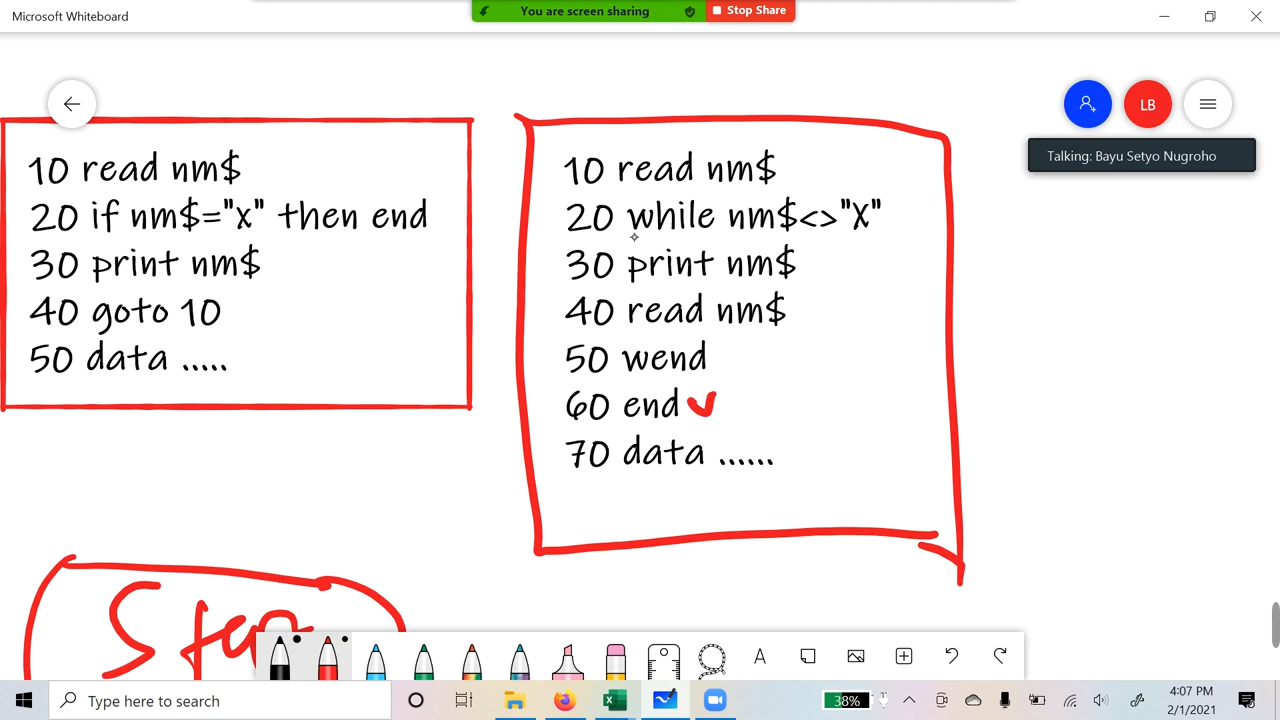 Microsoft Whiteboard
You are screen sharing
Stop Share
LB
Talking: Bayu Setyo Nugroho
10 read nm$
20 if nm$="x" then end
30 print nm$
40 goto 10
50 data .....
10 read nm$
20 while nm$<>"X"
30 print nm$
40 read nm$
50 wend
60 end
70 data ......
A
Type here to search
38%
4:07 PM
2/1/2021